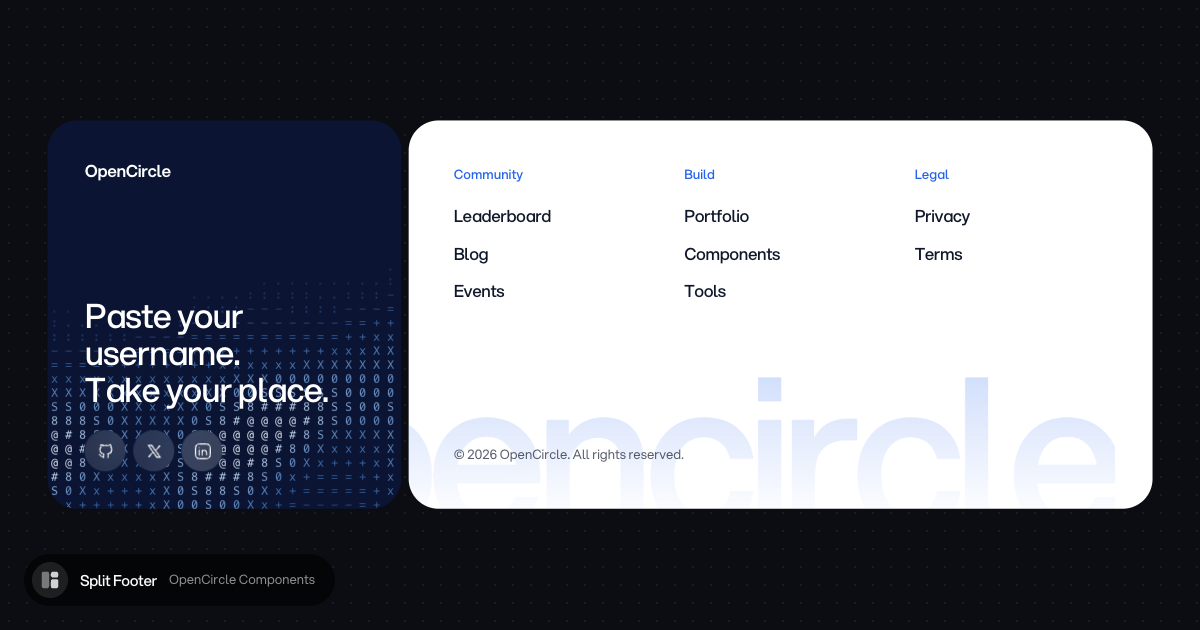 OpenCircle
Paste your
username.
Take your place.
Community
Leaderboard
Blog
Events
Build
Portfolio
Components
Tools
Legal
Privacy
Terms
encircle
© 2026 OpenCircle. All rights reserved.
Split Footer OpenCircle Components